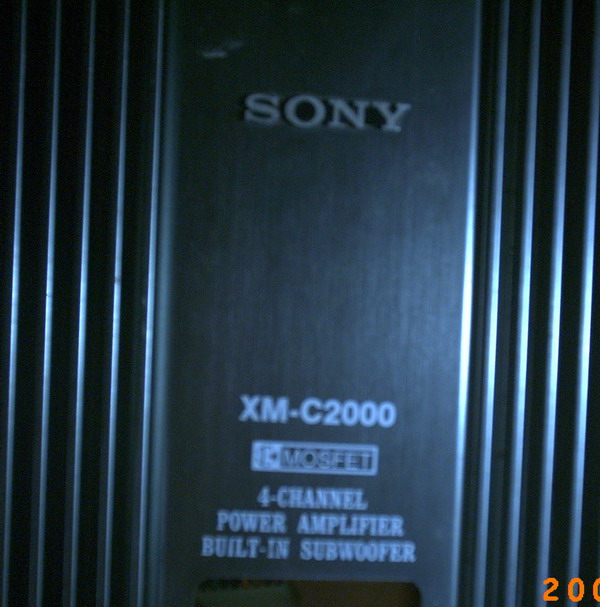 SONY
XM-C2000
MOSFET
4-CHANNEL
POWER AMPLIFIER
BUILT-IN SUBWOOFER
200